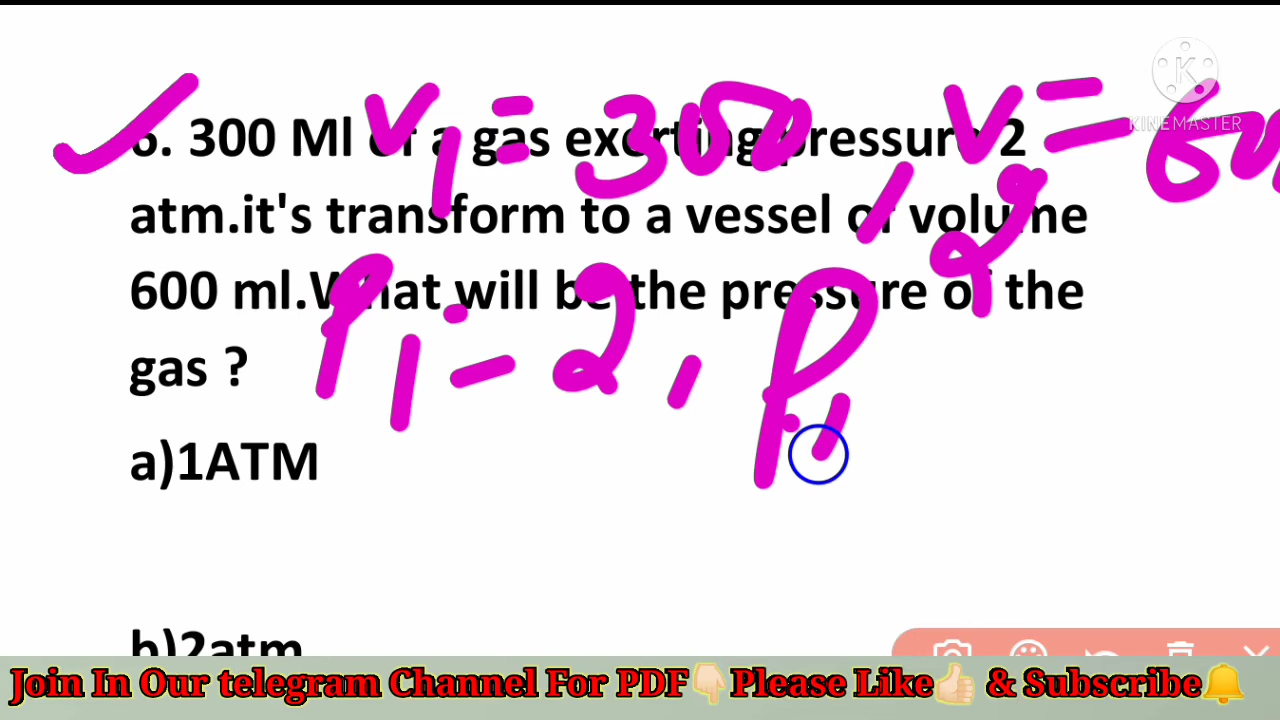 KINEMASTER
6. 300 Ml of a gas exerting pressure 2
atm.it's transform to a vessel of volume
600 ml.What will be the pressure of the
gas ?
a)1ATM
b)2atm
V1 = 300, V2 = 600
P1 - 2, P
Join In Our telegram Channel For PDF👇🏻Please Like👍🏻 & Subscribe🔔